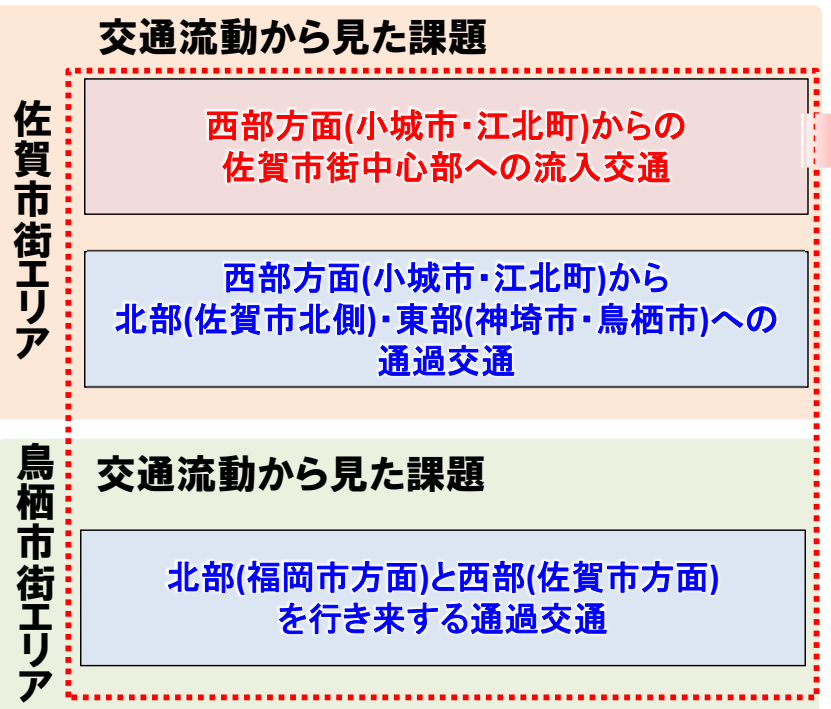 交通流動から見た課題
佐賀市街エリア
西部方面(小城市・江北町)からの
佐賀市街中心部への流入交通
西部方面(小城市・江北町)から
北部(佐賀市北側)・東部(神埼市・鳥栖市)への
通過交通
鳥栖市街エリア
交通流動から見た課題
北部(福岡市方面)と西部(佐賀市方面)
を行き来する通過交通